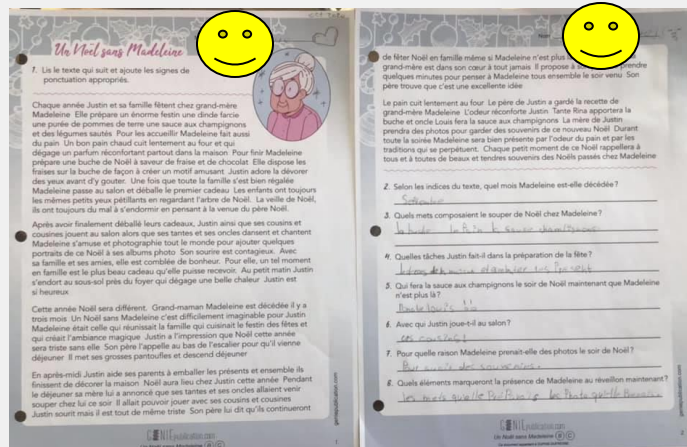 Un Noël sans Madeleine
1. Lis le texte qui suit et ajoute les signes de
ponctuation appropriés.
Chaque année Justin et sa famille fêtent chez grand-mère
Madeleine Elle prépare un énorme festin une dinde farcie
une purée de pommes de terre une sauce aux champignons
et des légumes sautés Pour les accueillir Madeleine fait aussi
du pain Un bon pain chaud cuit lentement au four et qui
dégage un parfum réconfortant partout dans la maison Pour finir Madeleine
prépare une bûche de Noël à saveur de fraise et de chocolat Elle dispose les
fraises sur la bûche de façon à créer un motif amusant Justin adore la dévorer
des yeux avant d'y gouter Une fois que toute la famille s'est bien régalée
Madeleine passe au salon et déballe le premier cadeau Les enfants ont toujours
les mêmes petits yeux pétillants en regardant l'arbre de Noël La veille de Noël,
ils ont toujours du mal à s'endormir en pensant à la venue du père Noël.
Après avoir finalement déballé leurs cadeaux, Justin ainsi que ses cousins et
cousines jouent au salon alors que ses tantes et ses oncles dansent et chantent
Madeleine s'amuse et photographie tout le monde pour ajouter quelques
portraits de ce Noël à ses albums photo Son sourire est contagieux Avec
sa famille et ses amies, elle est comblée de bonheur Pour elle, un tel moment
en famille est le plus beau cadeau qu'elle puisse recevoir Au petit matin Justin
s'endort au sous-sol près du foyer qui dégage une belle chaleur Justin est
si heureux
Cette année Noël sera différent Grand-maman Madeleine est décédée il y a
trois mois Un Noël sans Madeleine c'est difficilement imaginable pour Justin
Madeleine était celle qui réunissait la famille qui cuisinait le festin des fêtes et
qui créait l'ambiance magique Justin a l'impression que Noël cette année
sera triste sans elle Son père l'appelle au bas de l'escalier pour qu'il vienne
déjeuner Il met ses grosses pantoufles et descend déjeuner
En après-midi Justin aide ses parents à emballer les présents et ensemble ils
finissent de décorer la maison Noël aura lieu chez Justin cette année Pendant
le déjeuner sa mère lui a annoncé que ses tantes et ses oncles allaient venir
souper chez lui ce soir Il allait pouvoir jouer avec ses cousins et cousines
Justin sourit mais il est tout de même triste Son père lui dit qu'ils continueront
GÉNIEpublication.com
Un Noël sans Madeleine
1
Nom
de fêter Noël en famille même si Madeleine n'est plus
grand-mère est dans son cœur à tout jamais Il propose à prendre
quelques minutes pour penser à Madeleine tous ensemble le soir venu Son
père trouve que c'est une excellente idée
Le pain cuit lentement au four Le père de Justin a gardé la recette de
grand-mère Madeleine L'odeur réconforte Justin Tante Rina apportera la
buche et oncle Louis fera la sauce aux champignons La mère de Justin
prendra des photos pour garder des souvenirs de ce nouveau Noël Durant
toute la soirée Madeleine sera bien présente par l'odeur du pain et par les
traditions qui se perpétuent Chaque petit moment de ce Noël rappellera à
tous et à toutes de beaux et tendres souvenirs des Noëls passés chez Madeleine
2. Selon les indices du texte, quel mois Madeleine est-elle décédée?
3. Quels mets composaient le souper de Noël chez Madeleine?
4. Quelles tâches Justin fait-il dans la préparation de la fête?
5. Qui fera la sauce aux champignons le soir de Noël maintenant que Madeleine
n'est plus là?
6. Avec qui Justin joue-t-il au salon?
ces cousins!
7. Pour quelle raison Madeleine prenait-elle des photos le soir de Noël?
8. Quels éléments marqueront la présence de Madeleine au réveillon maintenant?
GÉNIEpublication.com
Un Noël sans Madeleine
2